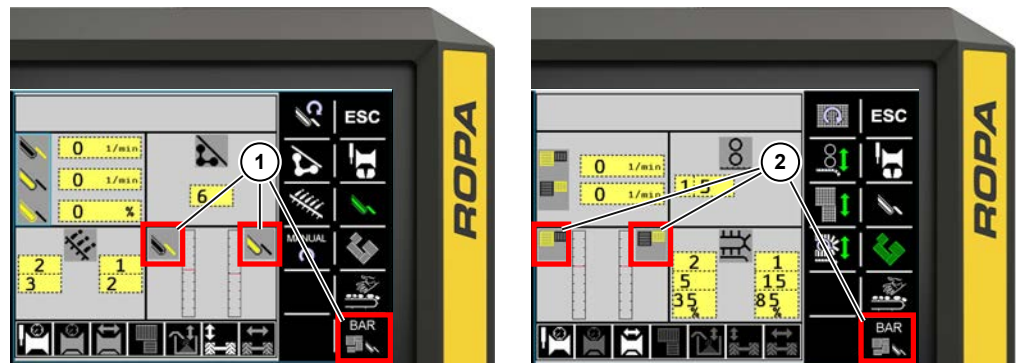 ESC
0 1/min
0 1/min
0 %
6
MANUAL
2 1
3 2
BAR
ROPA
1
ESC
0 1/min
0 1/min
1:5
2 1
5 15
35 % 85 %
BAR
ROPA
2